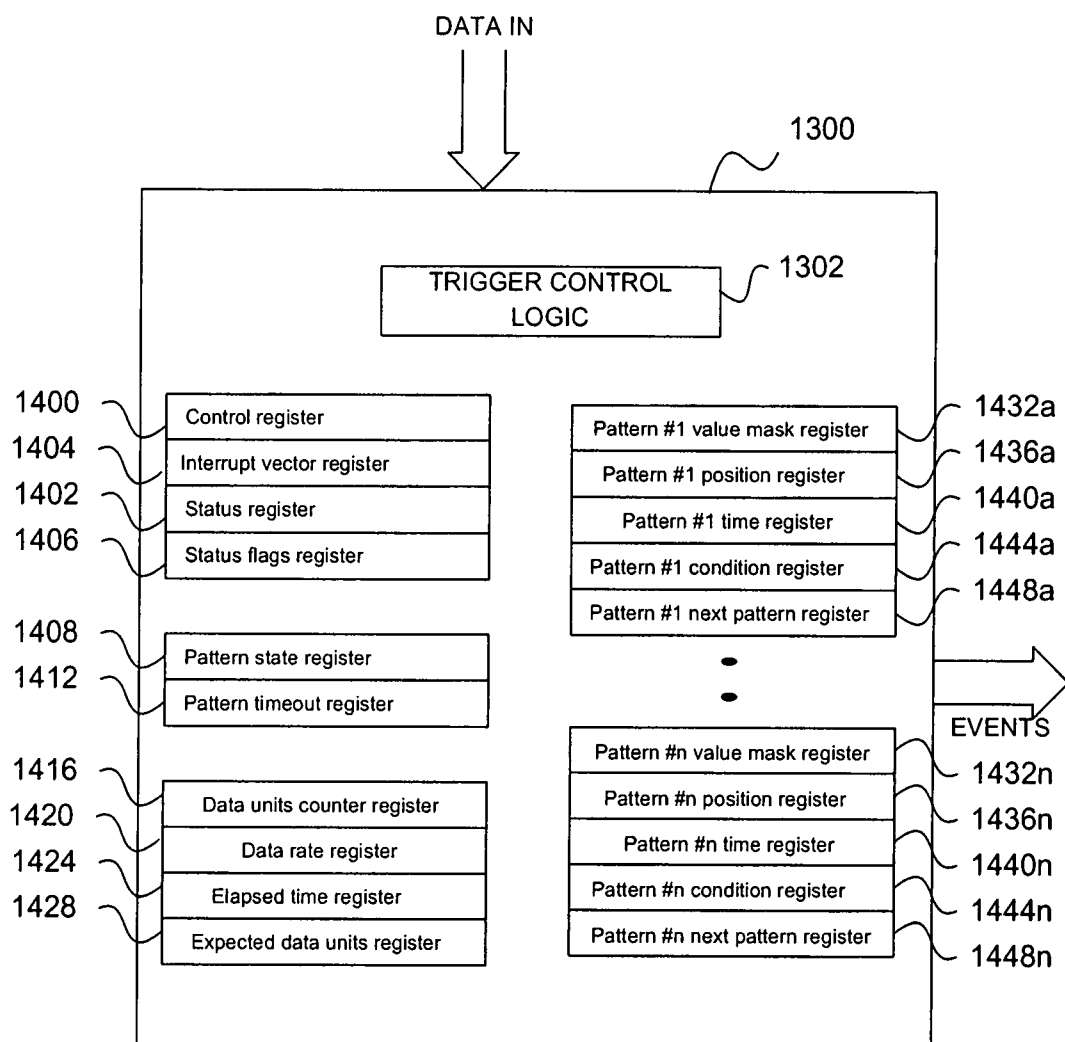 DATA IN
1300
1302
TRIGGER CONTROL
LOGIC
1400
Control register
1404
Interrupt vector register
1402
Status register
1406
Status flags register
1408
Pattern state register
1412
Pattern timeout register
1416
Data units counter register
1420
Data rate register
1424
Elapsed time register
1428
Expected data units register
Pattern #1 value mask register
1432a
Pattern #1 position register
1436a
Pattern #1 time register
1440a
Pattern #1 condition register
1444a
Pattern #1 next pattern register
1448a
EVENTS
Pattern #n value mask register
1432n
Pattern #n position register
1436n
Pattern #n time register
1440n
Pattern #n condition register
1444n
Pattern #n next pattern register
1448n